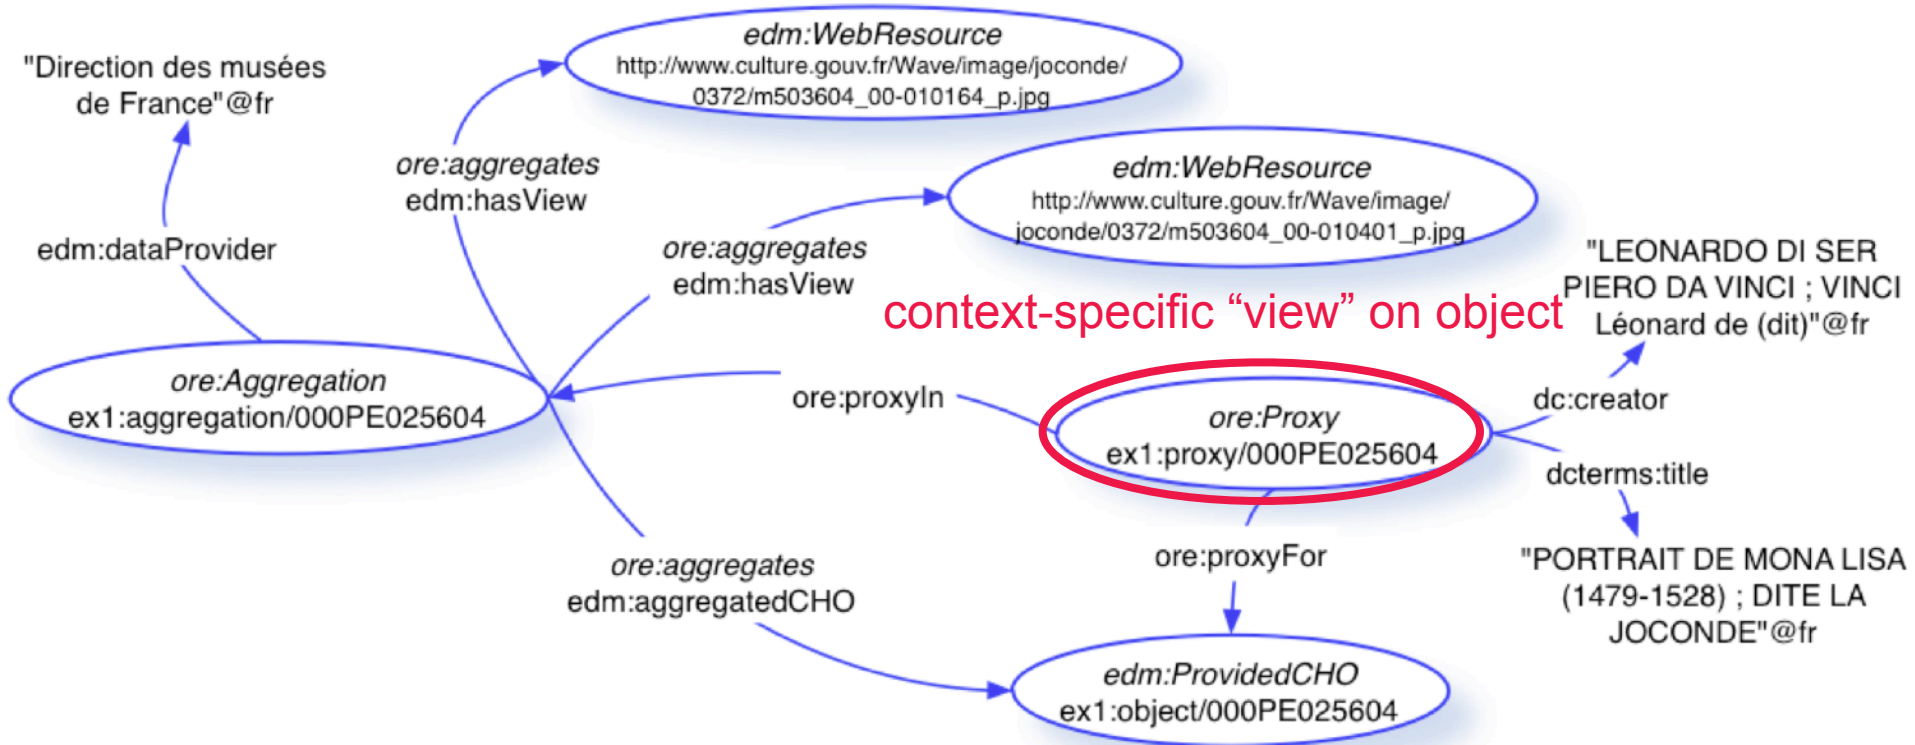 edm:WebResource
http://www.culture.gouv.fr/Wave/image/joconde/
0372/m503604_00-010164_p.jpg
"Direction des musées
de France"@fr
ore:aggregates
edm:hasView
edm:WebResource
http://www.culture.gouv.fr/Wave/image/
joconde/0372/m503604_00-010401_p.jpg
edm:dataProvider
ore:aggregates
edm:hasView
"LEONARDO DI SER
PIERO DA VINCI ; VINCI
Léonard de (dit)"@fr
context-specific “view” on object
ore:Aggregation
ex1:aggregation/000PE025604
ore:proxyIn
ore:Proxy
ex1:proxy/000PE025604
dc:creator
dcterms:title
ore:aggregates
edm:aggregatedCHO
ore:proxyFor
"PORTRAIT DE MONA LISA
(1479-1528) ; DITE LA
JOCONDE"@fr
edm:ProvidedCHO
ex1:object/000PE025604